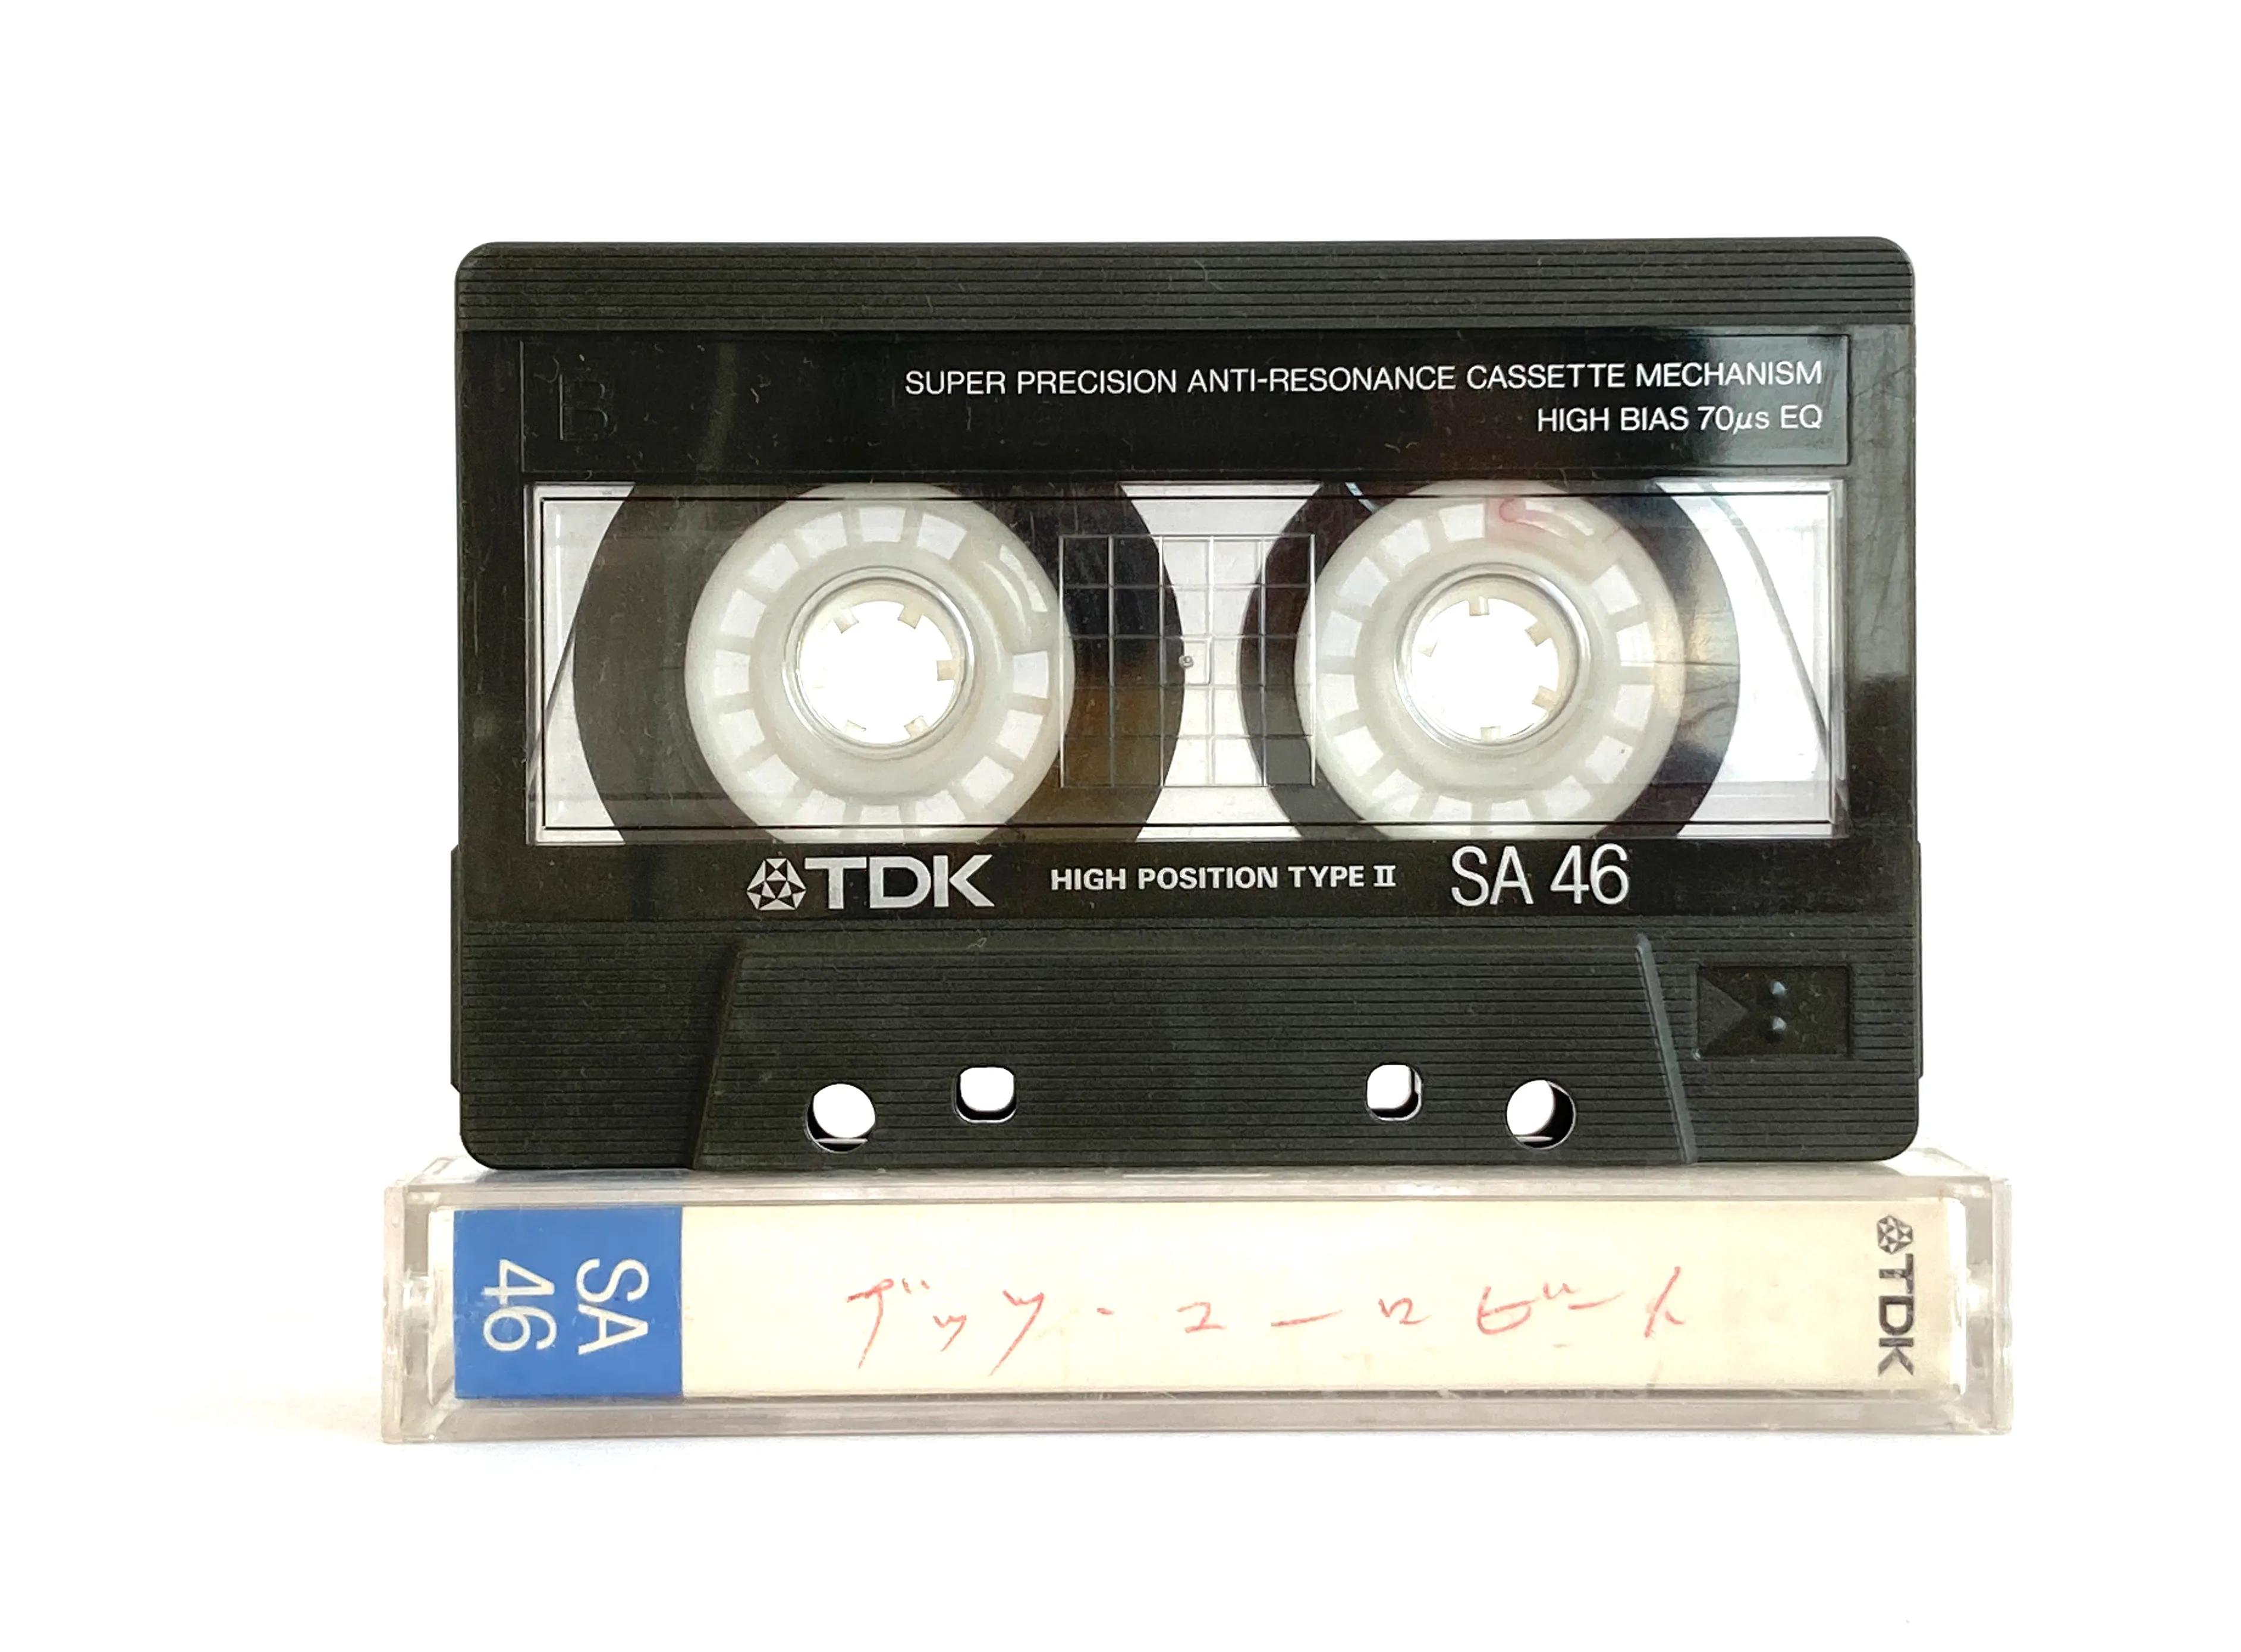 B
SUPER PRECISION ANTI-RESONANCE CASSETTE MECHANISM
HIGH BIAS 70μs EQ
TDK HIGH POSITION TYPE II SA 46
SA
46
デッツ・ユーロビート
TDK